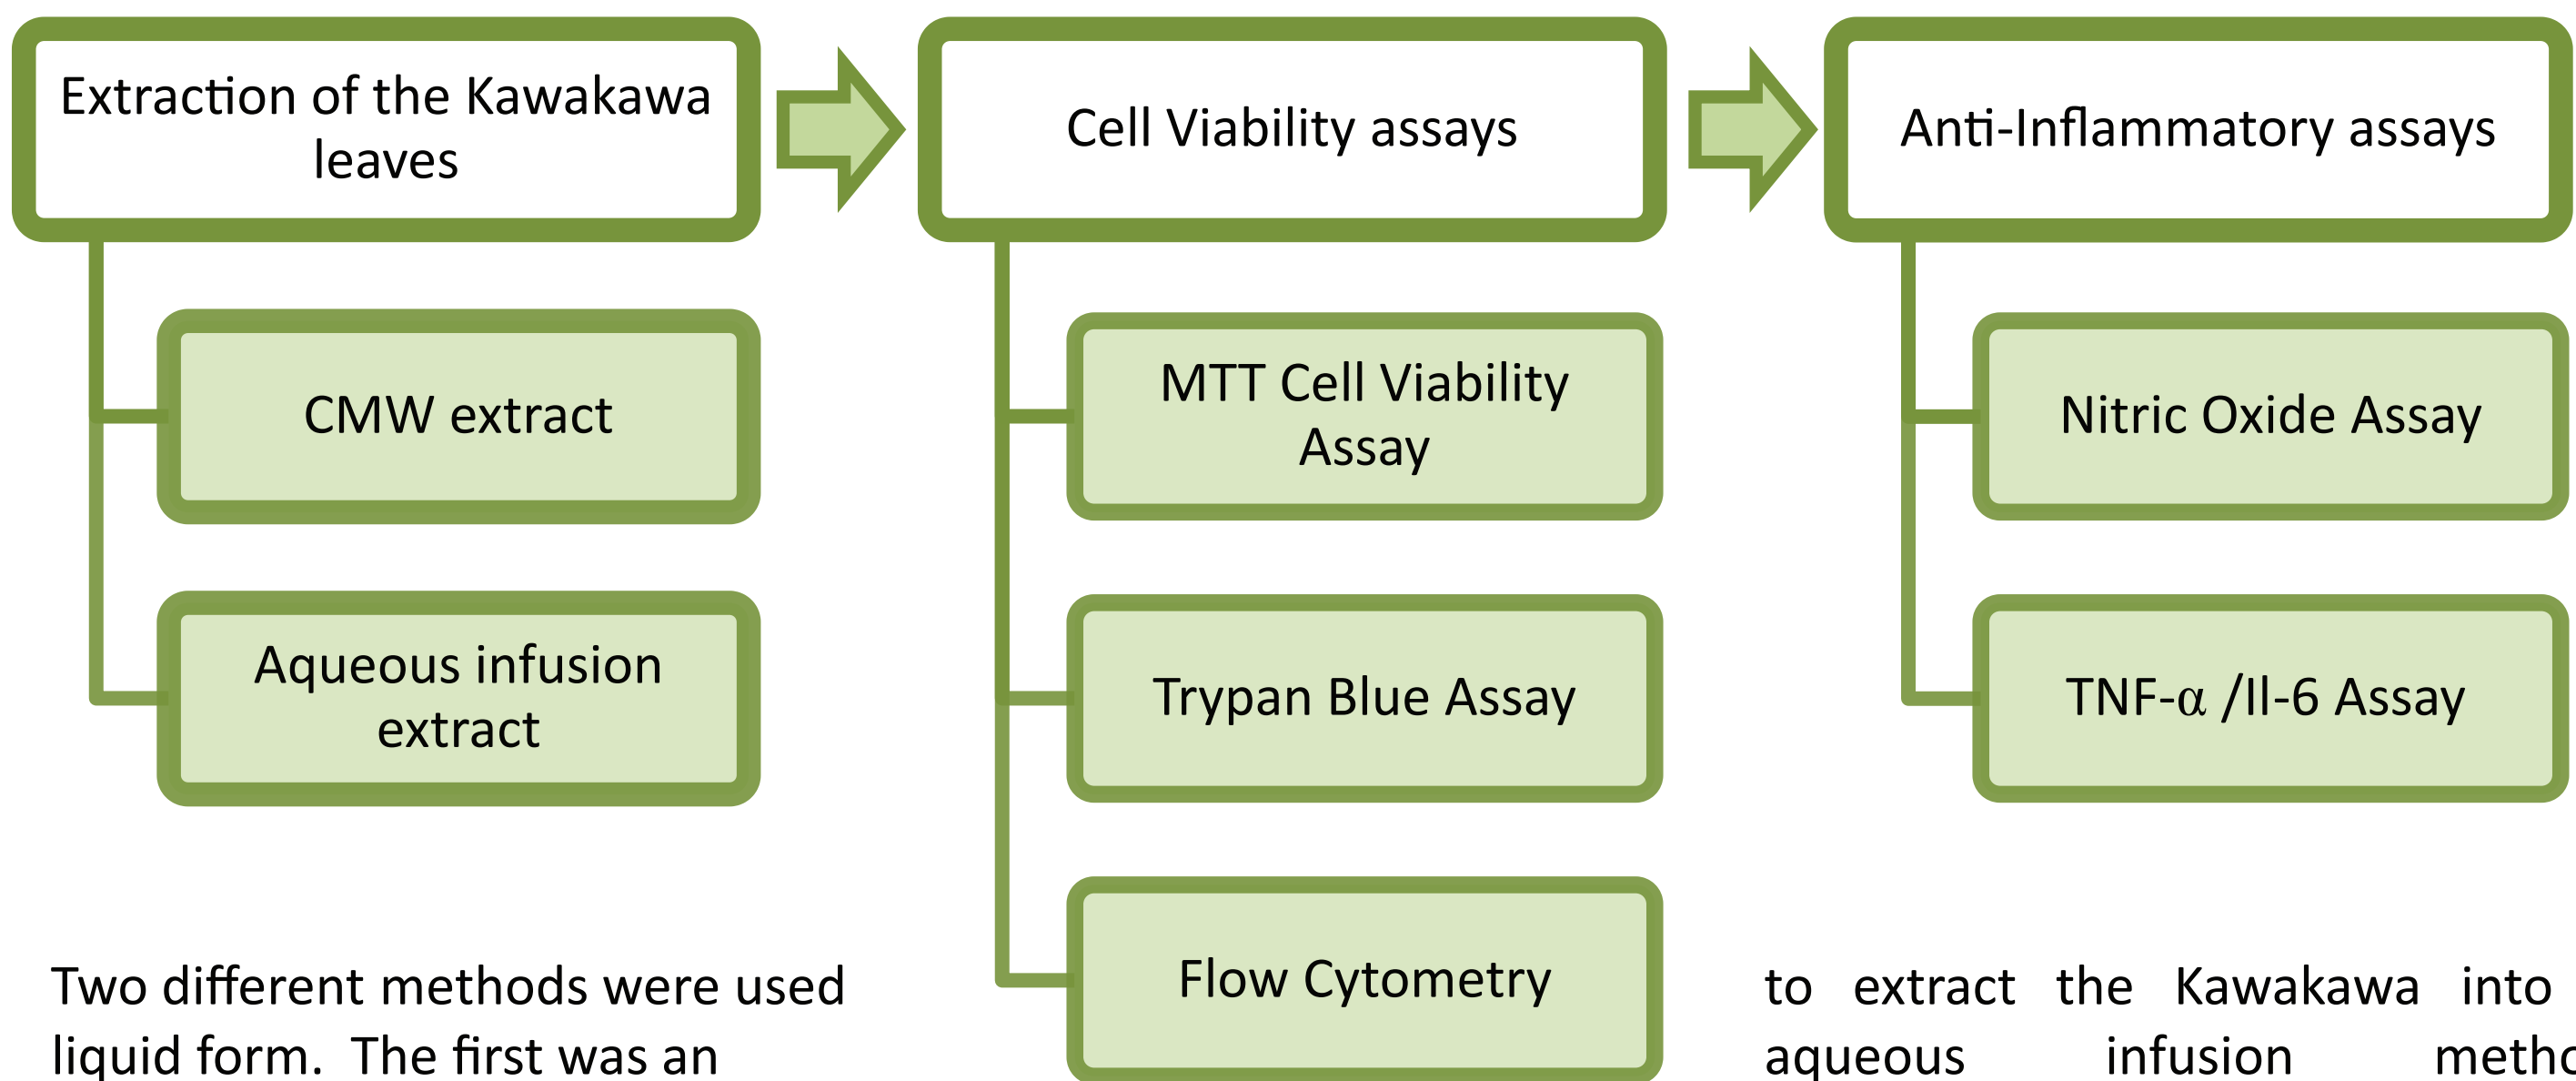 Extraction of the Kawakawa
leaves
CMW extract
Aqueous infusion
extract
Cell Viability assays
MTT Cell Viability
Assay
Trypan Blue Assay
Flow Cytometry
Anti-Inflammatory assays
Nitric Oxide Assay
TNF-α /Il-6 Assay
Two different methods were used to extract the Kawakawa into
liquid form. The first was an aqueous infusion